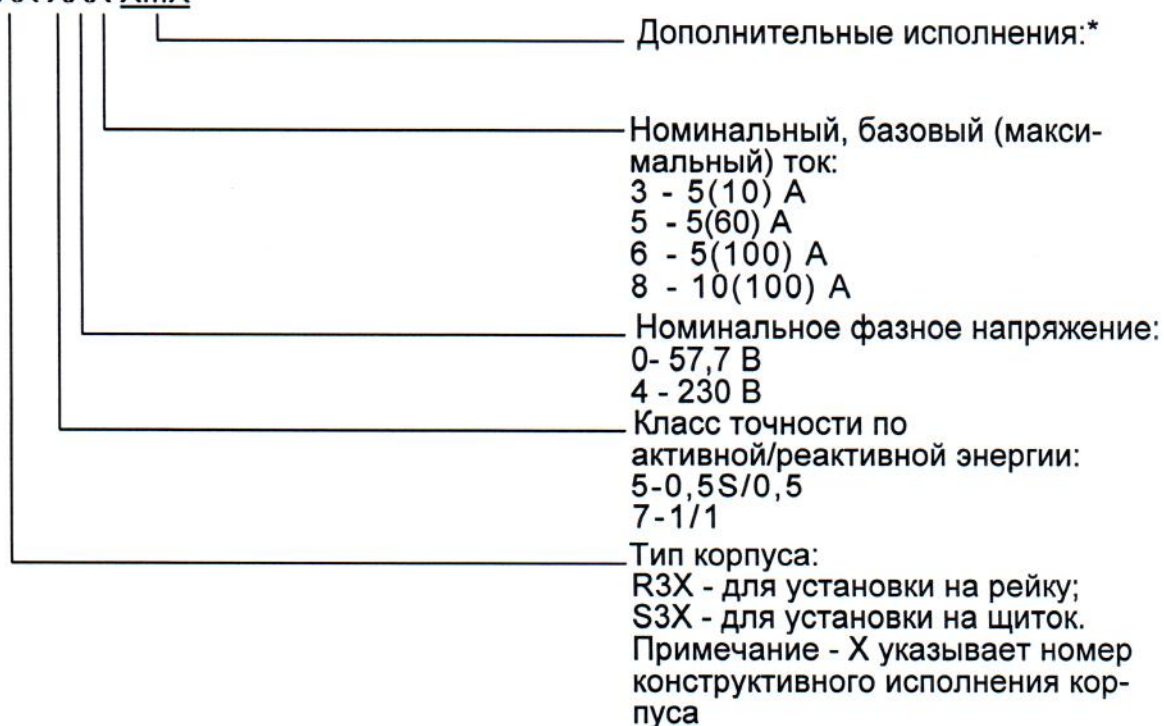 Дополнительные исполнения:*
Номинальный, базовый (макси-
мальный) ток:
3 - 5(10) А
5 - 5(60) А
6 - 5(100) А
8 - 10(100) А
Номинальное фазное напряжение:
0- 57,7 В
4 - 230 В
Класс точности по
активной/реактивной энергии:
5-0,5S/0,5
7-1/1
Тип корпуса:
R3X - для установки на рейку;
S3X - для установки на щиток.
Примечание - X указывает номер
конструктивного исполнения кор-
пуса